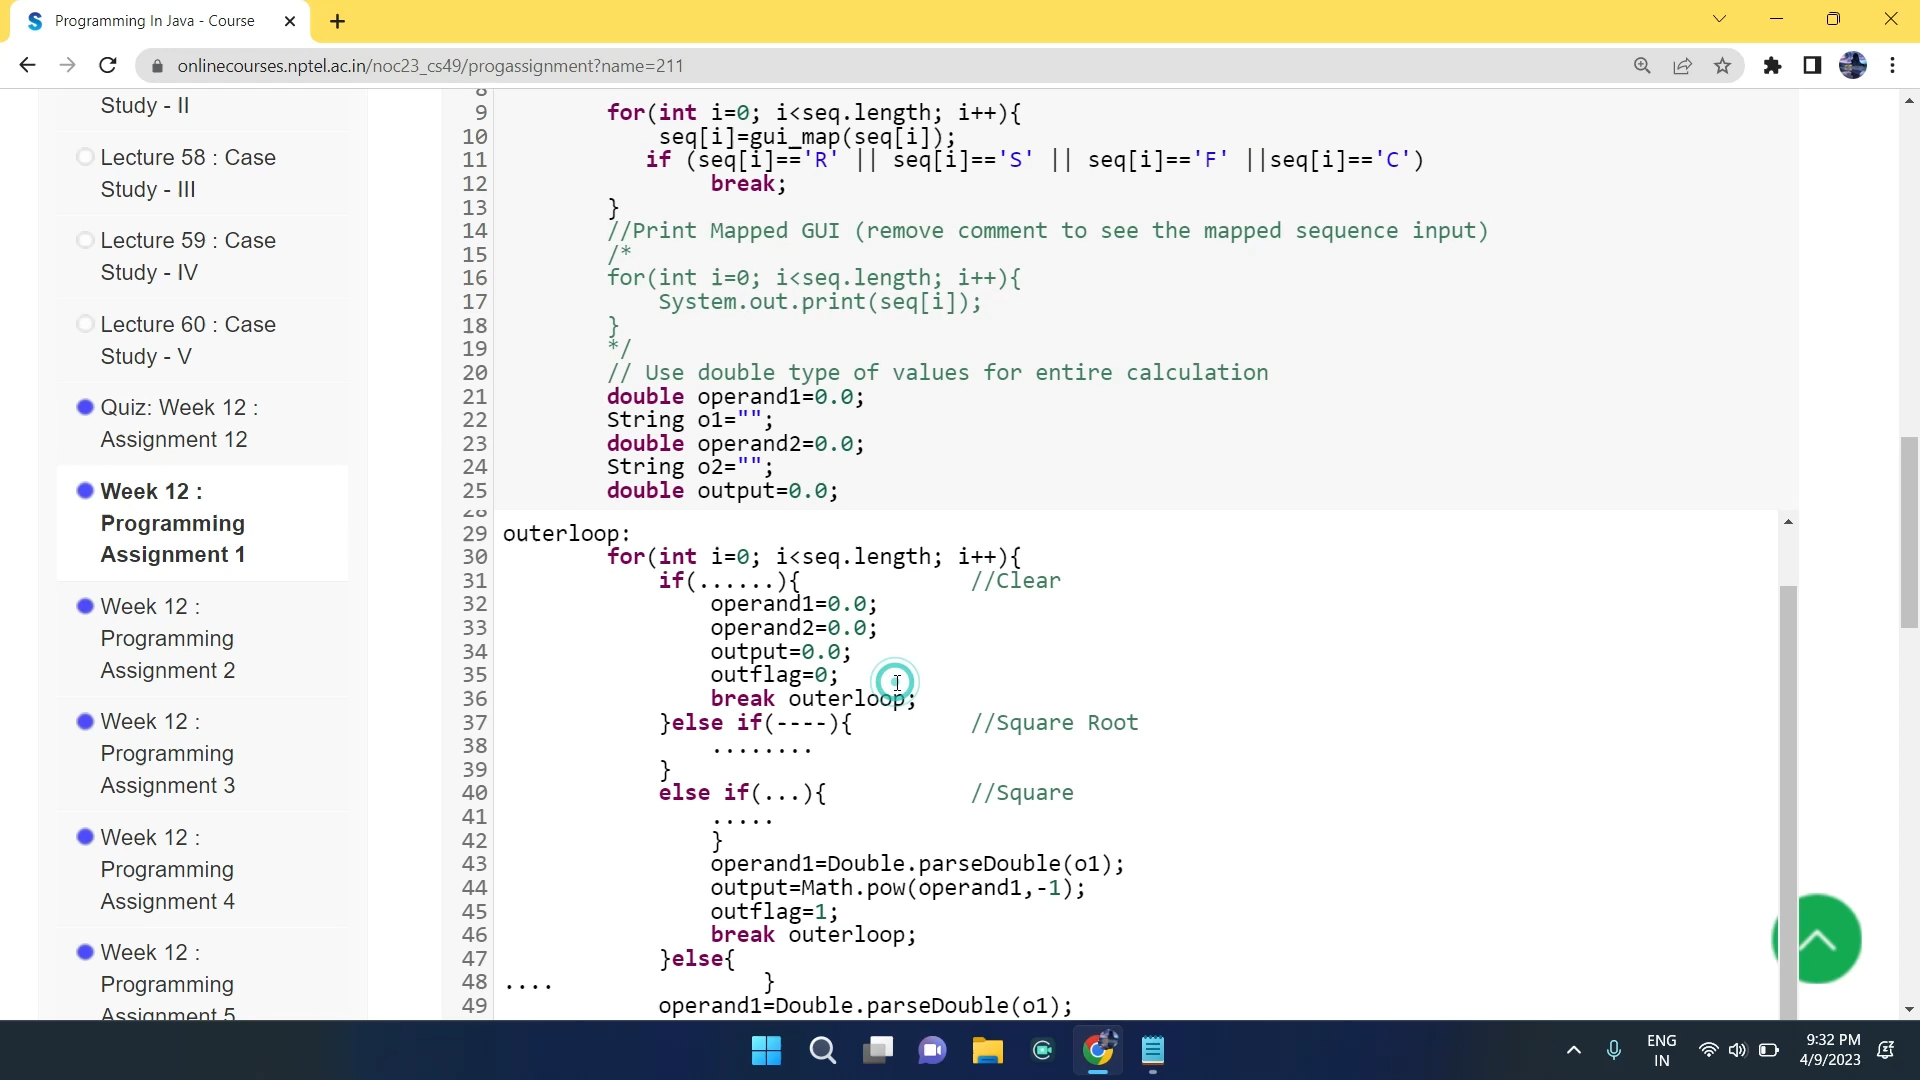 Programming In Java - Course
onlinecourses.nptel.ac.in/noc23_cs49/progassignment?name=211
Study - II
Lecture 58 : Case
Study - III
Lecture 59 : Case
Study - IV
Lecture 60 : Case
Study - V
Quiz: Week 12 :
Assignment 12
Week 12 :
Programming
Assignment 1
Week 12 :
Programming
Assignment 2
Week 12 :
Programming
Assignment 3
Week 12 :
Programming
Assignment 4
Week 12 :
Programming
Assignment 5
8
9 for(int i=0; i<seq.length; i++){
10 seq[i]=gui_map(seq[i]);
11 if (seq[i]=='R' || seq[i]=='S' || seq[i]=='F' ||seq[i]=='C')
12 break;
13 }
14 //Print Mapped GUI (remove comment to see the mapped sequence input)
15 /*
16 for(int i=0; i<seq.length; i++){
17 System.out.print(seq[i]);
18 }
19 */
20 // Use double type of values for entire calculation
21 double operand1=0.0;
22 String o1="";
23 double operand2=0.0;
24 String o2="";
25 double output=0.0;
28
29 outerloop:
30 for(int i=0; i<seq.length; i++){
31 if(......){ //Clear
32 operand1=0.0;
33 operand2=0.0;
34 output=0.0;
35 outflag=0;
36 break outerloop;
37 }else if(----){ //Square Root
38 ........
39 }
40 else if(...){ //Square
41 .....
42 }
43 operand1=Double.parseDouble(o1);
44 output=Math.pow(operand1,-1);
45 outflag=1;
46 break outerloop;
47 }else{
48 .... }
49 operand1=Double.parseDouble(o1);
ENG
IN
9:32 PM
4/9/2023